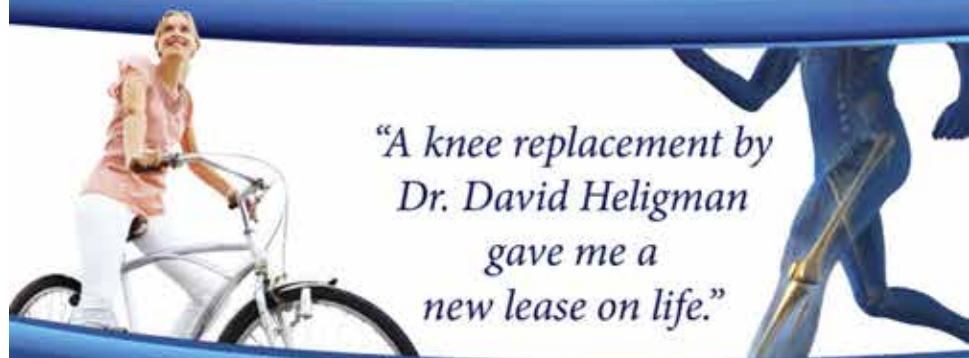 “A knee replacement by
Dr. David Heligman
gave me a
new lease on life.”